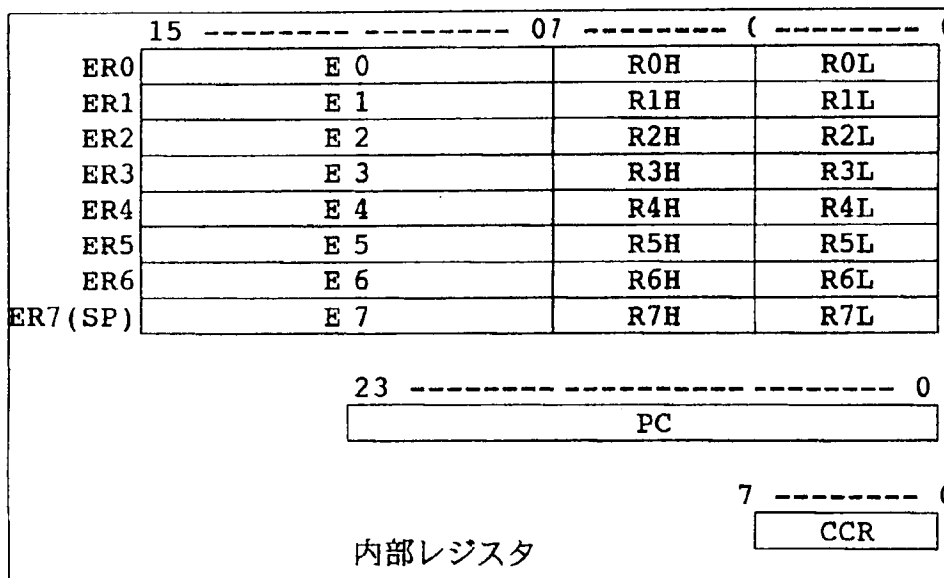 15 -------- -------- 07 -------- ( --------
ER0 E 0 R0H R0L
ER1 E 1 R1H R1L
ER2 E 2 R2H R2L
ER3 E 3 R3H R3L
ER4 E 4 R4H R4L
ER5 E 5 R5H R5L
ER6 E 6 R6H R6L
ER7(SP) E 7 R7H R7L
23 -------- --------- -------- 0
PC
7 --------
CCR
内部レジスタ